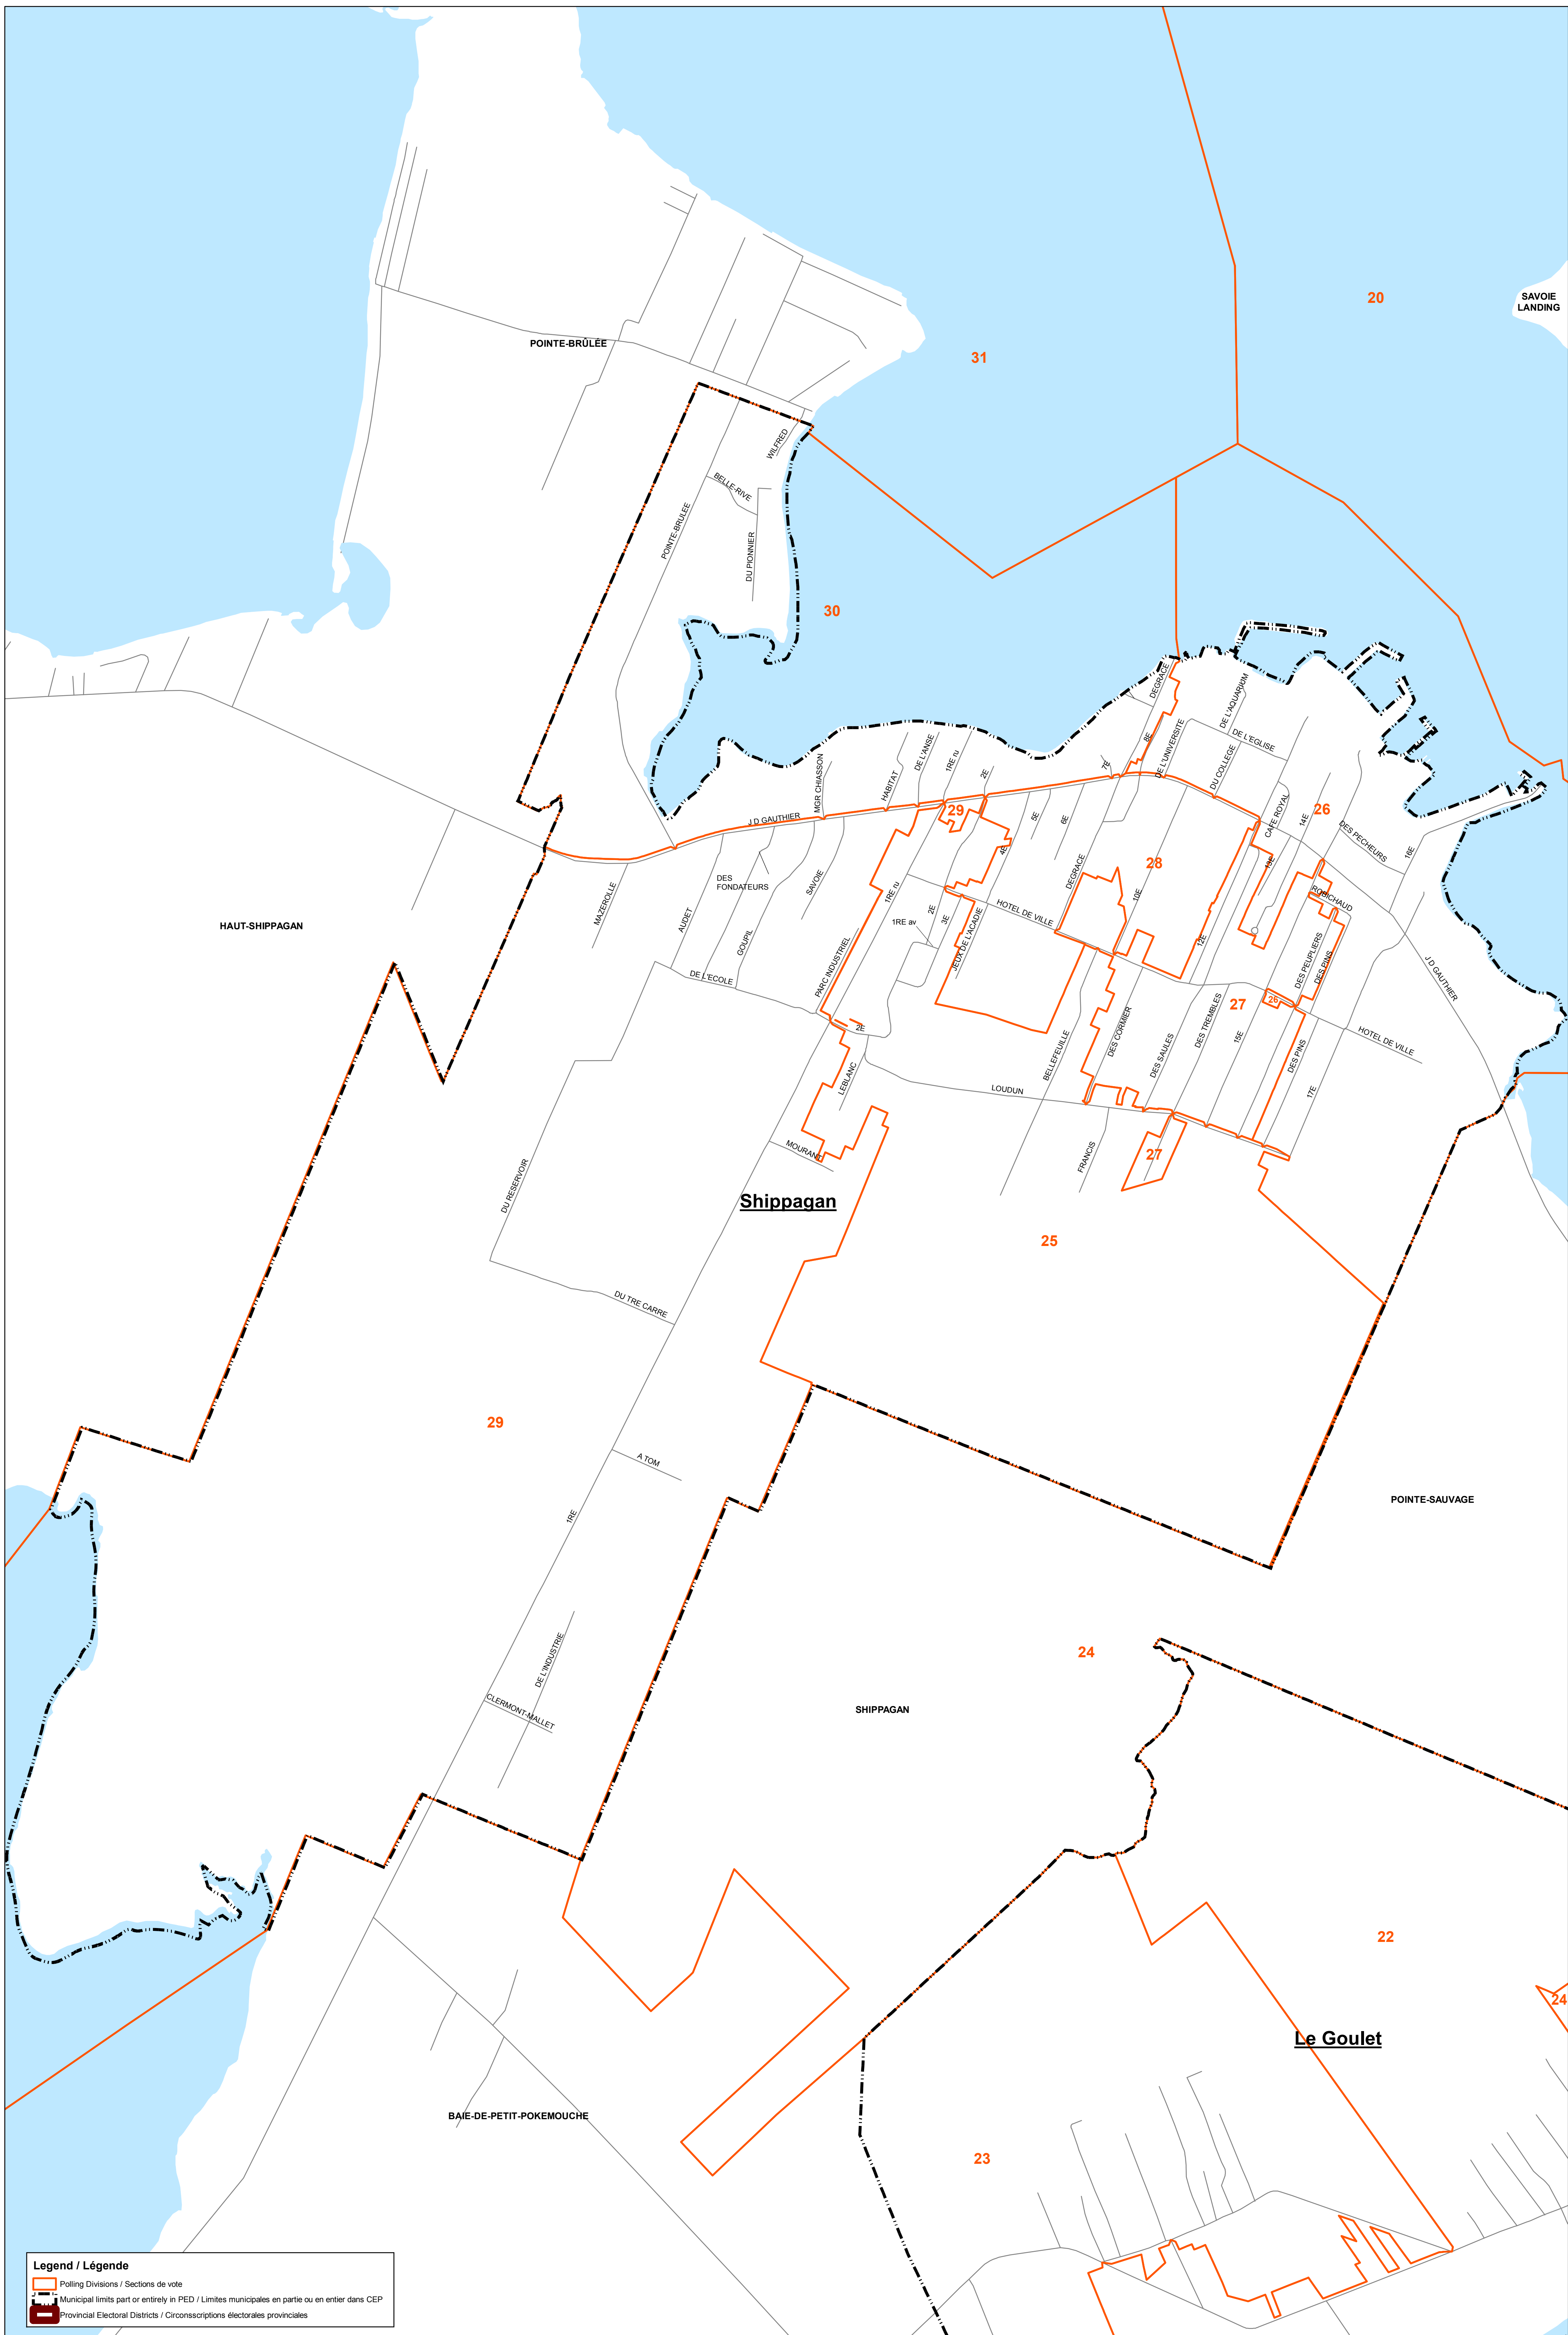 20
SAVOIE
LANDING
POINTE-BRÛLÉE
31
WILFRED
BELLE-RIVE
POINTE-BRULEE
DU PIONNIER
30
DEGRACE
DE L'AQUARIUM
8E
DE L'UNIVERSITE
DE L'EGLISE
DU COLLEGE
7E
MGR CHIASSON
HABITAT
DE L'ANSE
1RE ru
2E
J D GAUTHIER
29
5E
6E
4E
CAFE ROYAL
14E
26
DES PECHEURS
16E
13E
28
DES
FONDATEURS
SAVOIE
1RE ru
DEGRACE
10E
ROBICHAUD
MAZEROLLE
AUDET
GOUPIL
HAUT-SHIPPAGAN
1RE av
2E
3E
HOTEL DE VILLE
JEUX DE L'ACADIE
12E
DES PEUPLIERS
DES PINS
J D GAUTHIER
DE L'ECOLE
PARC INDUSTRIEL
2E
27
26
BELLEFEUILLE
DES CORMIER
DES SAULES
DES TREMBLES
15E
DES PINS
HOTEL DE VILLE
LEBLANC
LOUDUN
17E
MOURAND
FRANCIS
27
DU RESERVOIR
Shippagan
25
DU TRE CARRE
29
A TOM
1RE
POINTE-SAUVAGE
DE L'INDUSTRIE
CLERMONT-MALLET
24
SHIPPAGAN
22
24
Le Goulet
BAIE-DE-PETIT-POKEMOUCHE
23
Legend / Légende
Polling Divisions / Sections de vote
Municipal limits part or entirely in PED / Limites municipales en partie ou en entier dans CEP
Provincial Electoral Districts / Circonsscriptions électorales provinciales